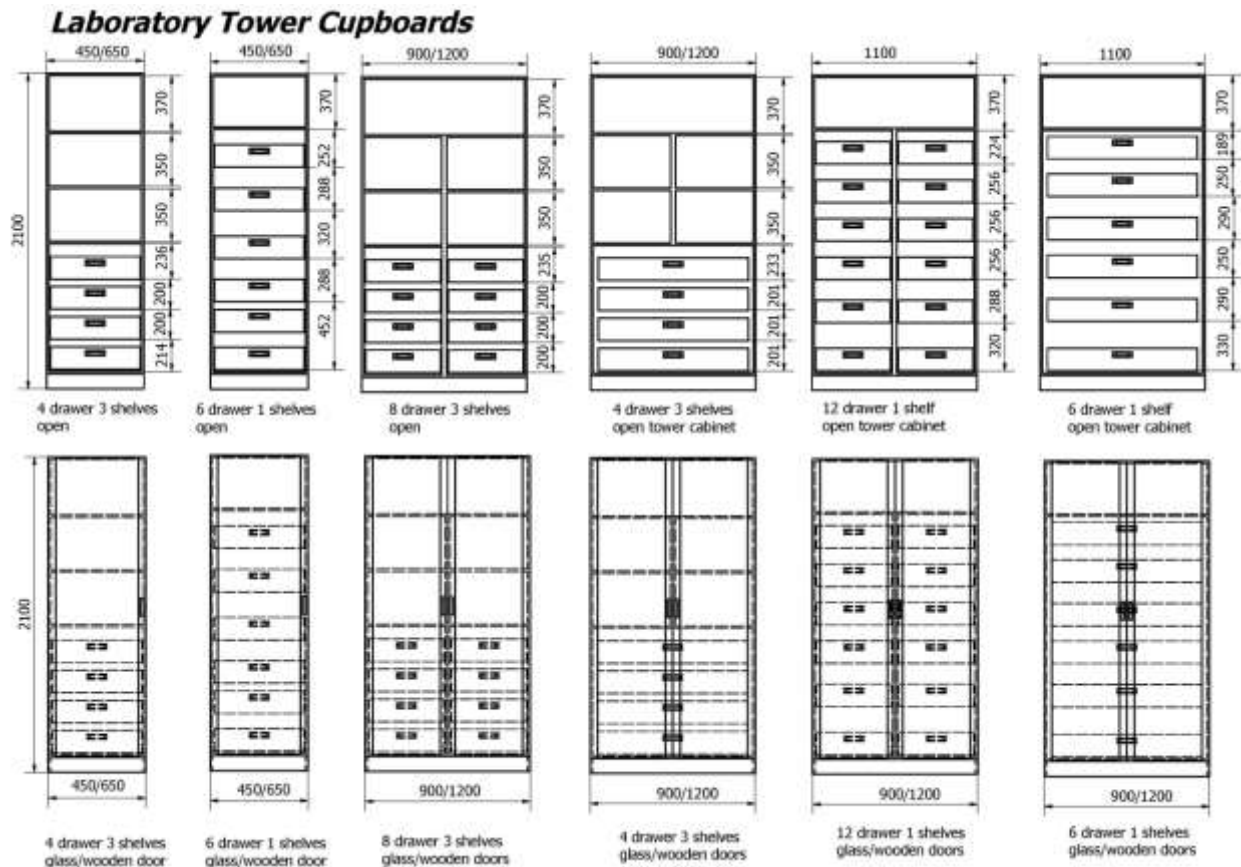 Laboratory Tower Cupboards
450/650
450/650
900/1200
900/1200
1100
1100
2100
370
350
350
236
200
200
214
370
252
288
320
288
452
370
350
350
235
200
200
200
370
350
350
233
201
201
201
370
224
256
256
256
288
320
370
189
250
290
250
290
330
4 drawer 3 shelves
open
6 drawer 1 shelves
open
8 drawer 3 shelves
open
4 drawer 3 shelves
open tower cabinet
12 drawer 1 shelf
open tower cabinet
6 drawer 1 shelf
open tower cabinet
2100
450/650
450/650
900/1200
900/1200
900/1200
900/1200
4 drawer 3 shelves
glass/wooden door
6 drawer 1 shelves
glass/wooden door
8 drawer 3 shelves
glass/wooden doors
4 drawer 3 shelves
glass/wooden doors
12 drawer 1 shelves
glass/wooden doors
6 drawer 1 shelves
glass/wooden doors